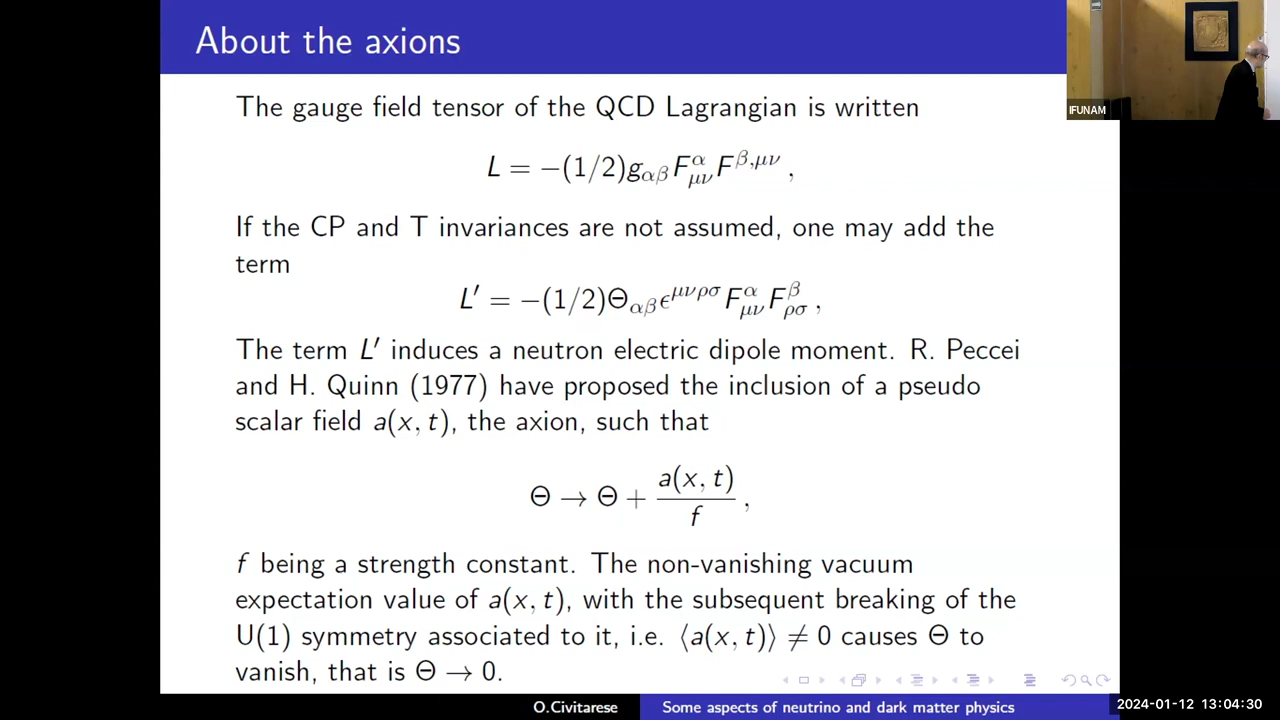 About the axions
IFUNAM
The gauge field tensor of the QCD Lagrangian is written
L = −(1/2)g_{αβ} F^α_{μν} F^{β,μν} ,
If the CP and T invariances are not assumed, one may add the
term
L′ = −(1/2)Θ_{αβ} ϵ^{μνρσ} F^α_{μν} F^β_{ρσ} ,
The term L′ induces a neutron electric dipole moment. R. Peccei
and H. Quinn (1977) have proposed the inclusion of a pseudo
scalar field a(x, t), the axion, such that
Θ → Θ + a(x, t)/f ,
f being a strength constant. The non-vanishing vacuum
expectation value of a(x, t), with the subsequent breaking of the
U(1) symmetry associated to it, i.e. ⟨a(x, t)⟩ ≠ 0 causes Θ to
vanish, that is Θ → 0.
O.Civitarese
Some aspects of neutrino and dark matter physics
2024-01-12 13:04:30